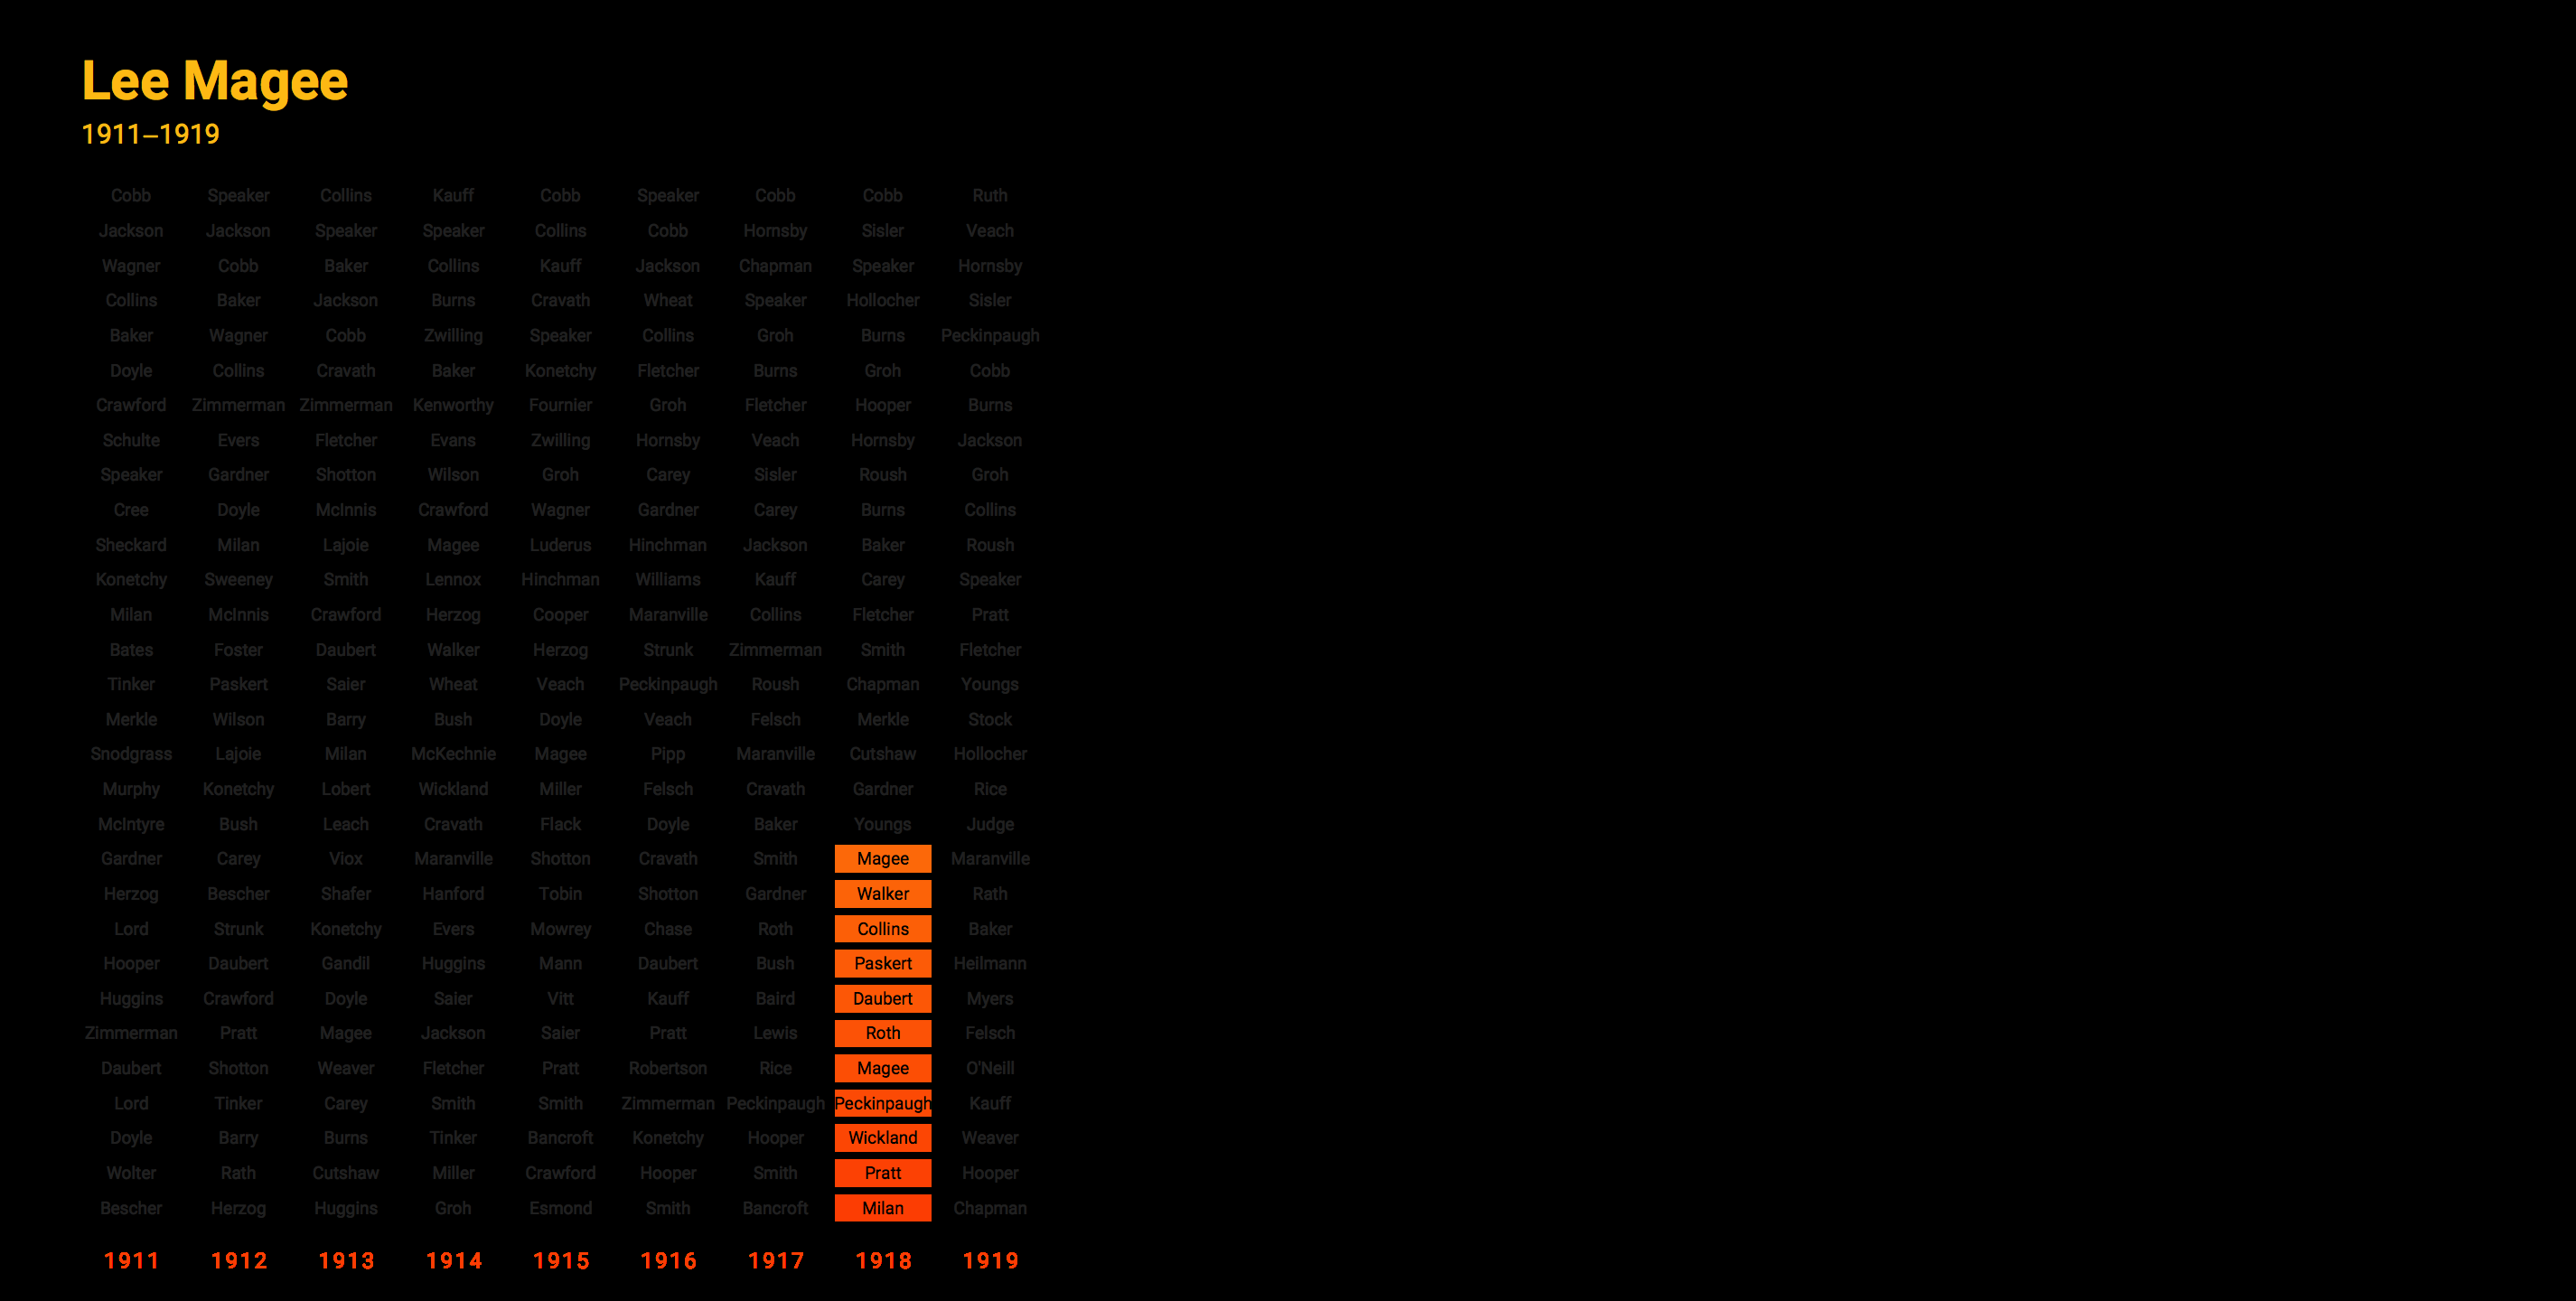 Lee Magee
1911–1919
Cobb Speaker Collins Kauff Cobb Speaker Cobb Cobb Ruth
Jackson Jackson Speaker Speaker Collins Cobb Hornsby Sisler Veach
Wagner Cobb Baker Collins Kauff Jackson Chapman Speaker Hornsby
Collins Baker Jackson Burns Cravath Wheat Speaker Hollocher Sisler
Baker Wagner Cobb Zwilling Speaker Collins Groh Burns Peckinpaugh
Doyle Collins Cravath Baker Konetchy Fletcher Burns Groh Cobb
Crawford Zimmerman Zimmerman Kenworthy Fournier Groh Fletcher Hooper Burns
Schulte Evers Fletcher Evans Zwilling Hornsby Veach Hornsby Jackson
Speaker Gardner Shotton Wilson Groh Carey Sisler Roush Groh
Cree Doyle McInnis Crawford Wagner Gardner Carey Burns Collins
Sheckard Milan Lajoie Magee Luderus Hinchman Jackson Baker Roush
Konetchy Sweeney Smith Lennox Hinchman Williams Kauff Carey Speaker
Milan McInnis Crawford Herzog Cooper Maranville Collins Fletcher Pratt
Bates Foster Daubert Walker Herzog Strunk Zimmerman Smith Fletcher
Tinker Paskert Saier Wheat Veach Peckinpaugh Roush Chapman Youngs
Merkle Wilson Barry Bush Doyle Veach Felsch Merkle Stock
Snodgrass Lajoie Milan McKechnie Magee Pipp Maranville Cutshaw Hollocher
Murphy Konetchy Lobert Wickland Miller Felsch Cravath Gardner Rice
McIntyre Bush Leach Cravath Flack Doyle Baker Youngs Judge
Gardner Carey Viox Maranville Shotton Cravath Smith Magee Maranville
Herzog Bescher Shafer Hanford Tobin Shotton Gardner Walker Rath
Lord Strunk Konetchy Evers Mowrey Chase Roth Collins Baker
Hooper Daubert Gandil Huggins Mann Daubert Bush Paskert Heilmann
Huggins Crawford Doyle Saier Vitt Kauff Baird Daubert Myers
Zimmerman Pratt Magee Jackson Saier Pratt Lewis Roth Felsch
Daubert Shotton Weaver Fletcher Pratt Robertson Rice Magee O'Neill
Lord Tinker Carey Smith Smith Zimmerman Peckinpaugh Peckinpaugh Kauff
Doyle Barry Burns Tinker Bancroft Konetchy Hooper Wickland Weaver
Wolter Rath Cutshaw Miller Crawford Hooper Smith Pratt Hooper
Bescher Herzog Huggins Groh Esmond Smith Bancroft Milan Chapman
1911 1912 1913 1914 1915 1916 1917 1918 1919